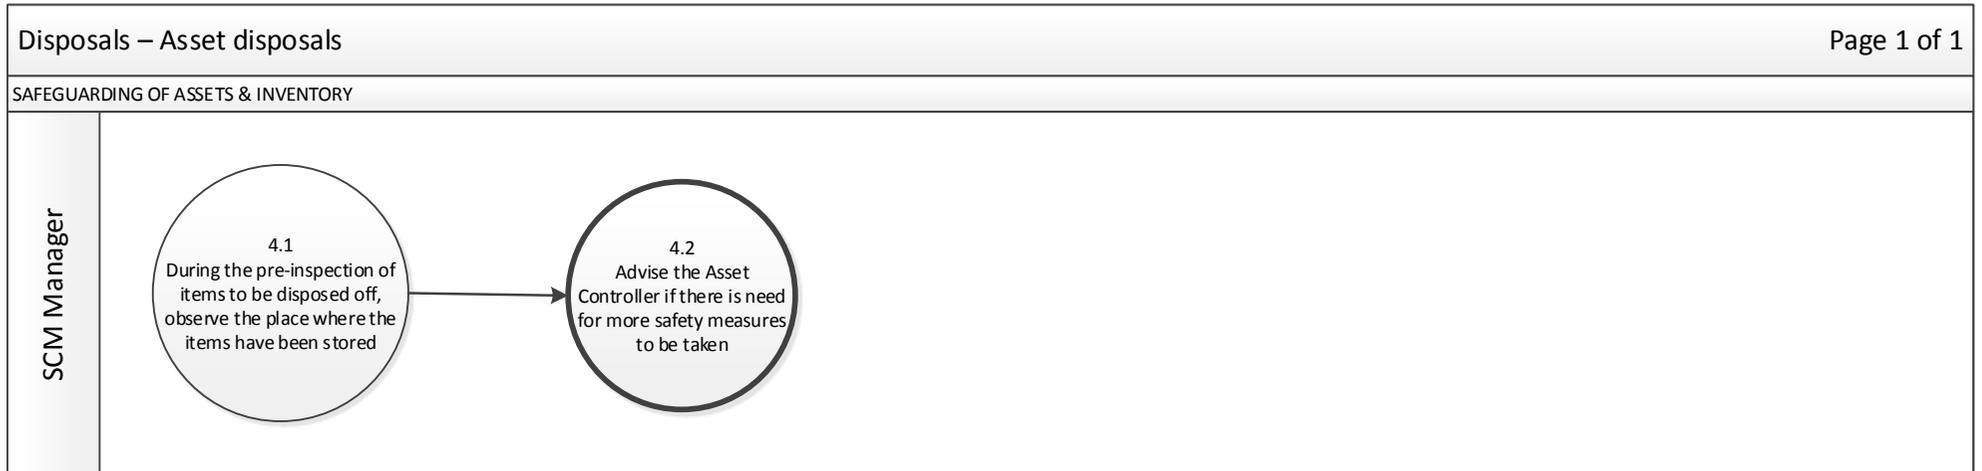 Disposals – Asset disposals
Page 1 of 1
SAFEGUARDING OF ASSETS & INVENTORY
SCM Manager
4.1
During the pre-inspection of
items to be disposed off,
observe the place where the
items have been stored
4.2
Advise the Asset
Controller if there is need
for more safety measures
to be taken